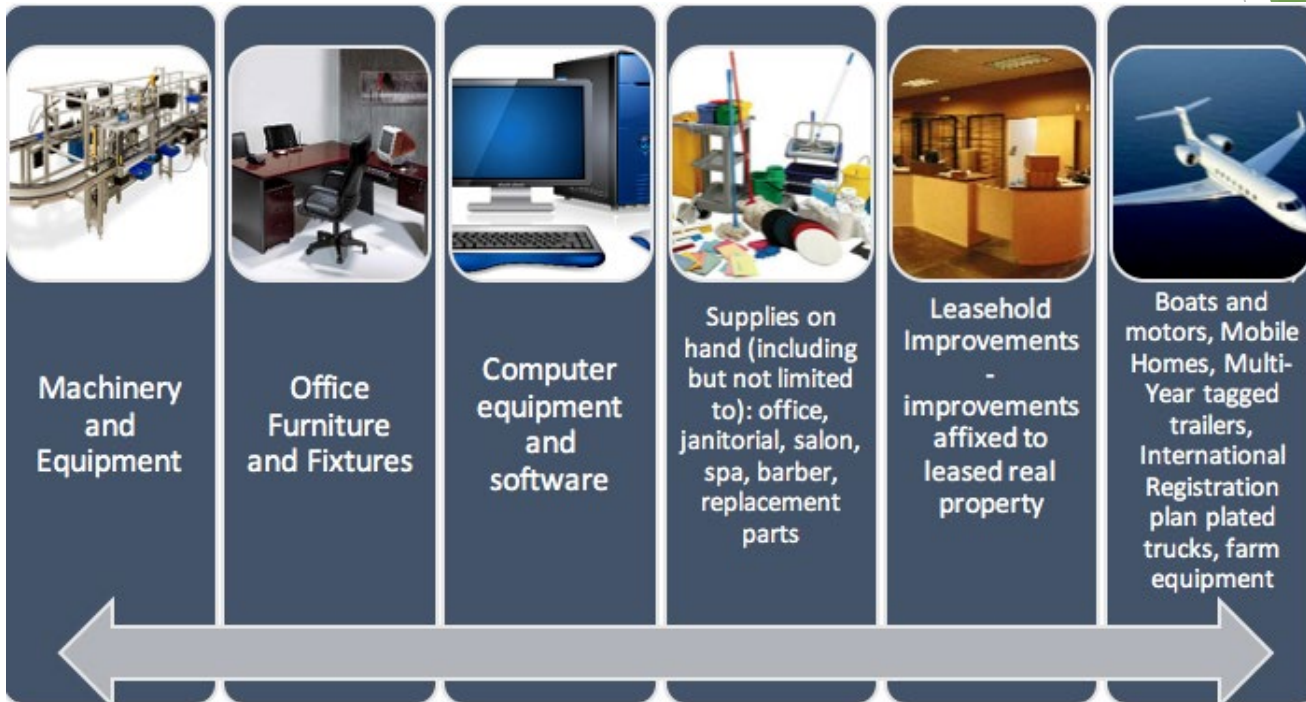 Machinery
and
Equipment
Office
Furniture
and Fixtures
Computer
equipment
and
software
Supplies on
hand (including
but not limited
to): office,
janitorial, salon,
spa, barber,
replacement
parts
Leasehold
Improvements
-
improvements
affixed to
leased real
property
Boats and
motors, Mobile
Homes, Multi-
Year tagged
trailers,
International
Registration
plan plated
trucks, farm
equipment